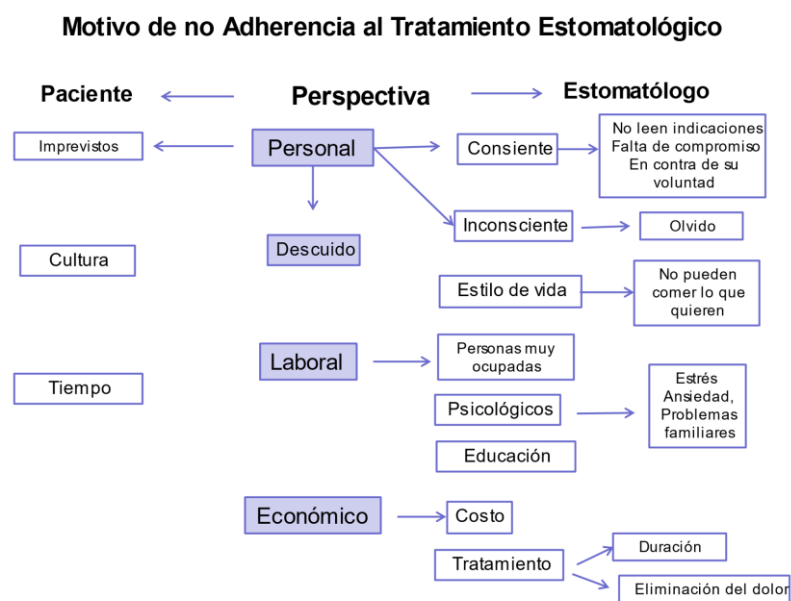 Motivo de no Adherencia al Tratamiento Estomatológico
Paciente
Perspectiva
Estomatólogo
Imprevistos
Personal
Consiente
No leen indicaciones
Falta de compromiso
En contra de su
voluntad
Inconsciente
Olvido
Cultura
Descuido
Estilo de vida
No pueden
comer lo que
quieren
Tiempo
Laboral
Personas muy
ocupadas
Psicológicos
Estrés
Ansiedad,
Problemas
familiares
Educación
Económico
Costo
Tratamiento
Duración
Eliminación del dolor